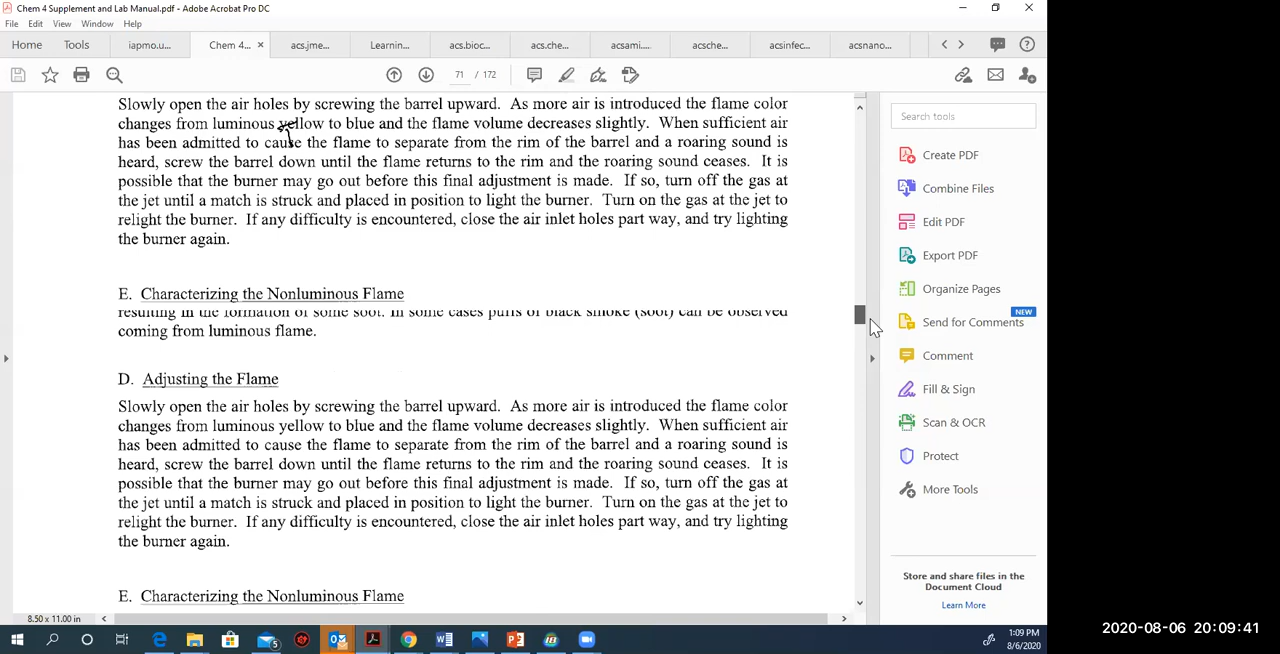 Chem 4 Supplement and Lab Manual.pdf - Adobe Acrobat Pro DC
File Edit View Window Help
Home Tools iapmo.u... Chem 4... × acs.jme... Learnin... acs.bioc... acs.che... acsami.... acsche... acsinfec... acsnano...
71 / 172
Slowly open the air holes by screwing the barrel upward. As more air is introduced the flame color
changes from luminous yellow to blue and the flame volume decreases slightly. When sufficient air
has been admitted to cause the flame to separate from the rim of the barrel and a roaring sound is
heard, screw the barrel down until the flame returns to the rim and the roaring sound ceases. It is
possible that the burner may go out before this final adjustment is made. If so, turn off the gas at
the jet until a match is struck and placed in position to light the burner. Turn on the gas at the jet to
relight the burner. If any difficulty is encountered, close the air inlet holes part way, and try lighting
the burner again.
E. Characterizing the Nonluminous Flame
resulting in the formation of some soot. In some cases puffs of black smoke (soot) can be observed
coming from luminous flame.
D. Adjusting the Flame
Slowly open the air holes by screwing the barrel upward. As more air is introduced the flame color
changes from luminous yellow to blue and the flame volume decreases slightly. When sufficient air
has been admitted to cause the flame to separate from the rim of the barrel and a roaring sound is
heard, screw the barrel down until the flame returns to the rim and the roaring sound ceases. It is
possible that the burner may go out before this final adjustment is made. If so, turn off the gas at
the jet until a match is struck and placed in position to light the burner. Turn on the gas at the jet to
relight the burner. If any difficulty is encountered, close the air inlet holes part way, and try lighting
the burner again.
E. Characterizing the Nonluminous Flame
8.50 x 11.00 in
Search tools
Create PDF
Combine Files
Edit PDF
Export PDF
Organize Pages
NEW
Send for Comments
Comment
Fill & Sign
Scan & OCR
Protect
More Tools
Store and share files in the
Document Cloud
Learn More
5
1:09 PM
8/6/2020
2020-08-06 20:09:41